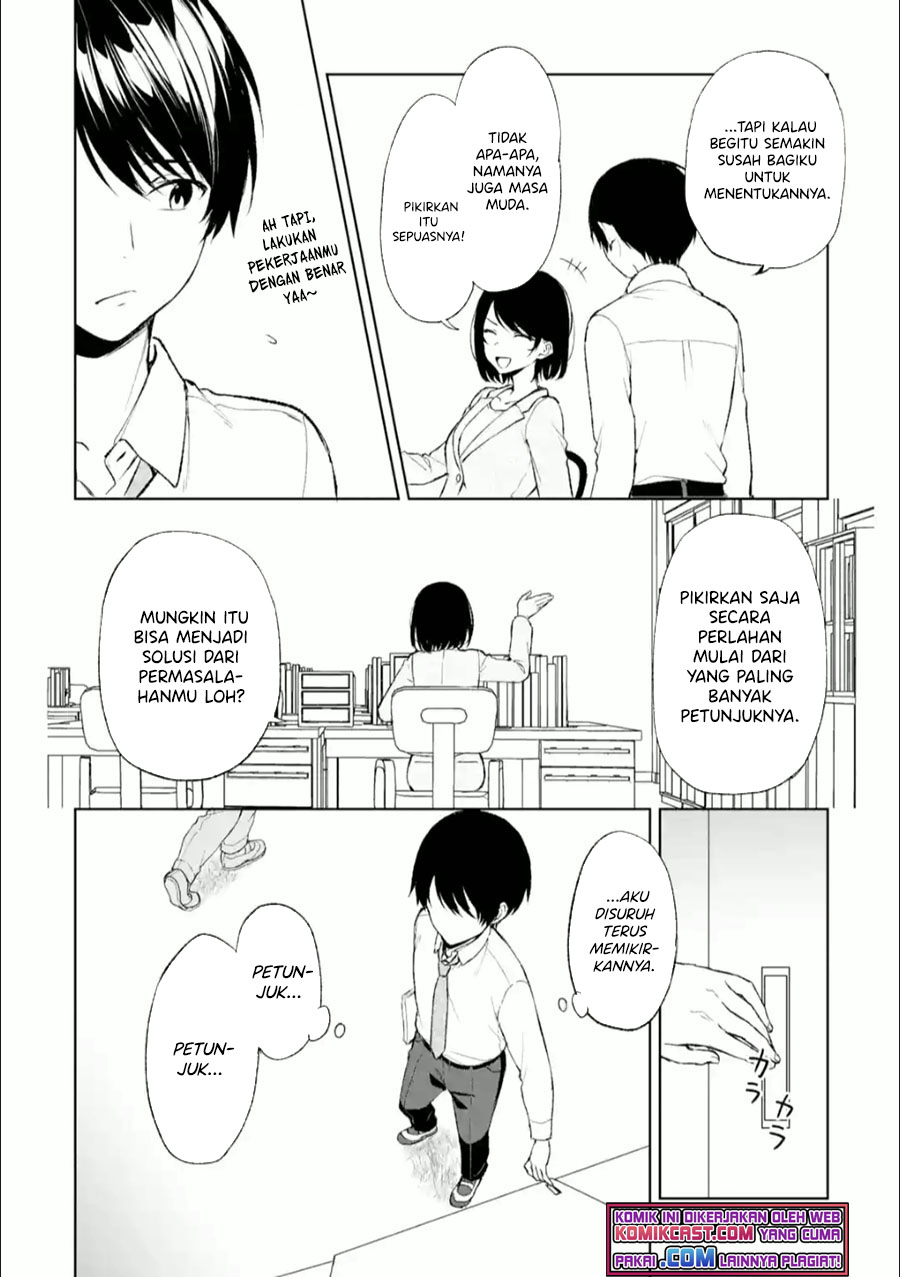 ...TAPI KALAU
BEGITU SEMAKIN
SUSAH BAGIKU
UNTUK
MENENTUKANNYA.
TIDAK
APA-APA,
NAMANYA
JUGA MASA
MUDA.
PIKIRKAN
ITU
SEPUASNYA!
AH TAPI,
LAKUKAN
PEKERJAANMU
DENGAN BENAR
YAA~
PIKIRKAN SAJA
SECARA
PERLAHAN
MULAI DARI
YANG PALING
BANYAK
PETUNJUKNYA.
MUNGKIN ITU
BISA MENJADI
SOLUSI DARI
PERMASALA-
HANMU LOH?
カラ
カラ
...AKU
DISURUH
TERUS
MEMIKIR-
KANNYA.
PETUN-
JUK...
PETUN-
JUK...
KOMIK INI DIKERJAKAN OLEH WEB
KOMIKCAST.COM YANG CUMA
PAKAI .COM LAINNYA PLAGIAT!